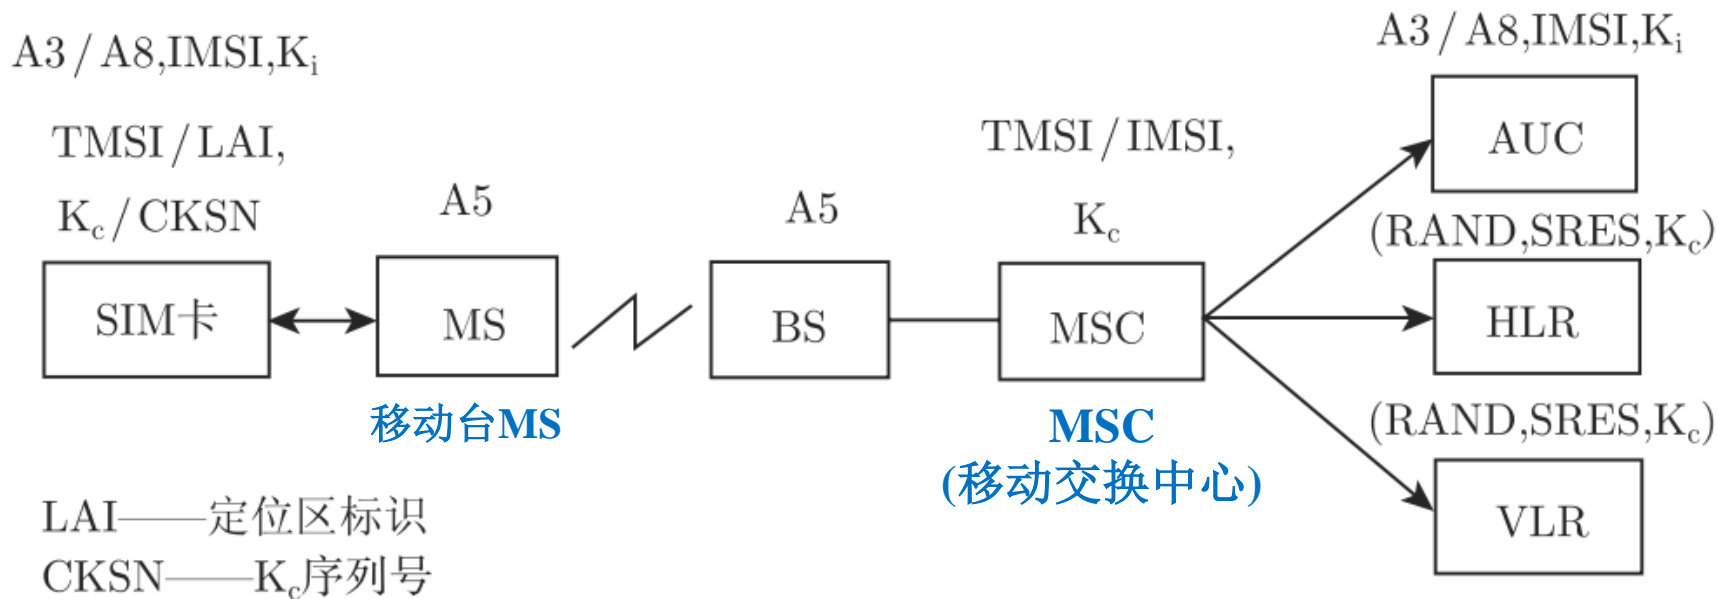 A3/A8,IMSI,Ki
TMSI/LAI,
Kc/CKSN
SIM卡
A5
MS
移动台MS
A5
BS
TMSI/IMSI,
Kc
MSC
MSC
(移动交换中心)
A3/A8,IMSI,Ki
AUC
(RAND,SRES,Kc)
HLR
(RAND,SRES,Kc)
VLR
LAI——定位区标识
CKSN——Kc序列号